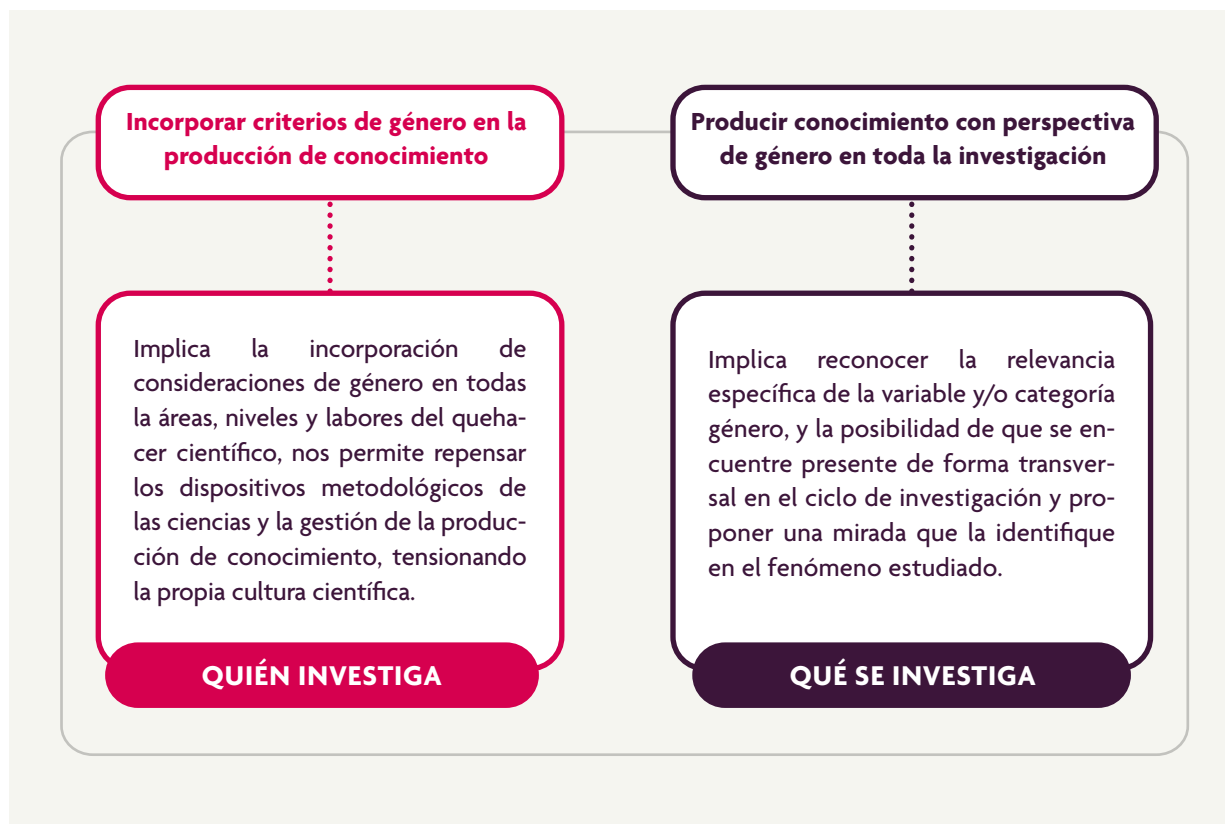 Incorporar criterios de género en la
producción de conocimiento
Implica la incorporación de
consideraciones de género en todas
la áreas, niveles y labores del queha-
cer científico, nos permite repensar
los dispositivos metodológicos de
las ciencias y la gestión de la produc-
ción de conocimiento, tensionando
la propia cultura científica.
QUIÉN INVESTIGA
Producir conocimiento con perspectiva
de género en toda la investigación
Implica reconocer la relevancia
específica de la variable y/o categoría
género, y la posibilidad de que se en-
cuentre presente de forma transver-
sal en el ciclo de investigación y pro-
poner una mirada que la identifique
en el fenómeno estudiado.
QUÉ SE INVESTIGA